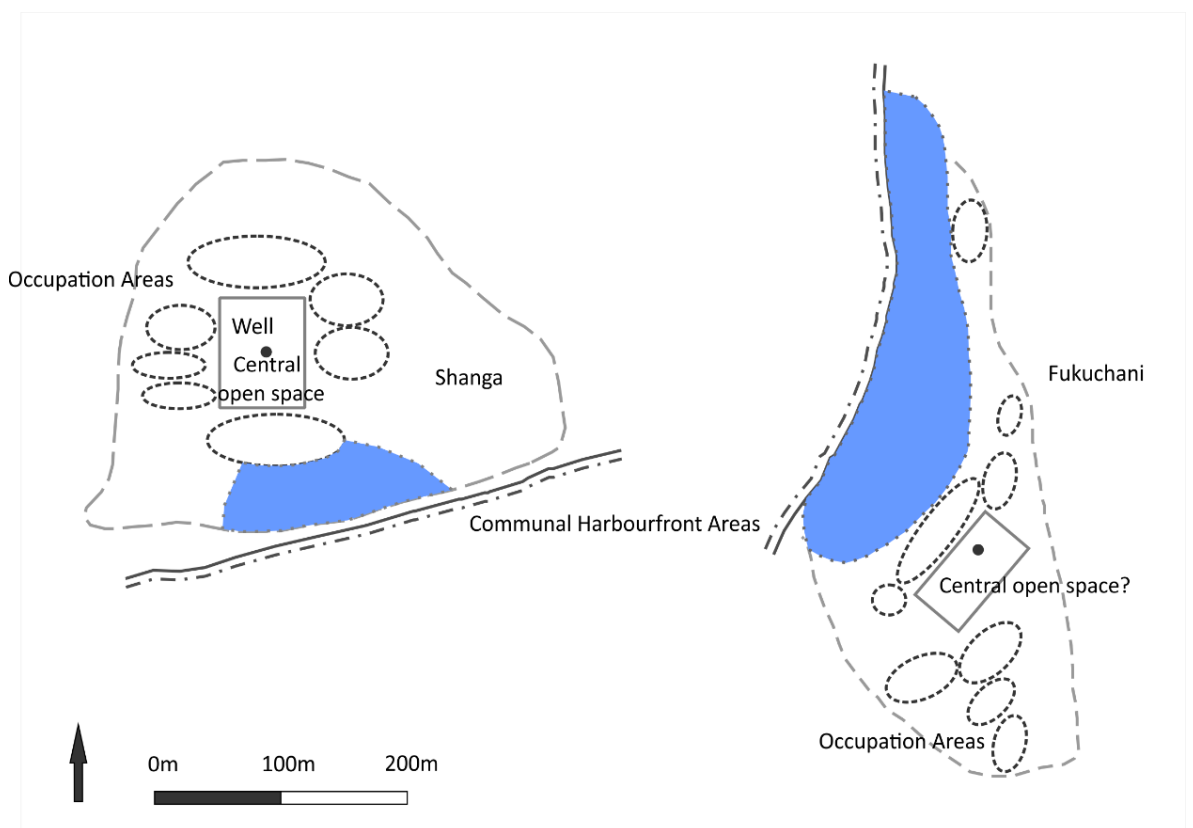 Occupation Areas
Well
Central
open space
Shanga
Fukuchani
Communal Harbourfront Areas
Central open space?
Occupation Areas
0m 100m 200m